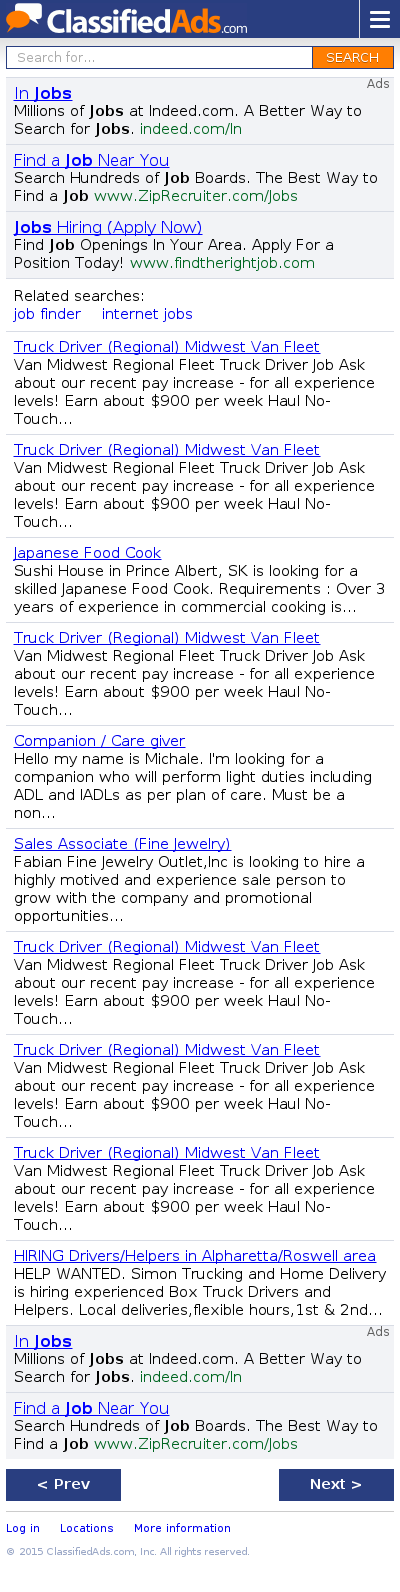 ClassifiedAds.com
Search for...
SEARCH
Ads
In Jobs
Millions of Jobs at Indeed.com. A Better Way to
Search for Jobs. indeed.com/In
Find a Job Near You
Search Hundreds of Job Boards. The Best Way to
Find a Job www.ZipRecruiter.com/Jobs
Jobs Hiring (Apply Now)
Find Job Openings In Your Area. Apply For a
Position Today! www.findtherightjob.com
Related searches:
job finder internet jobs
Truck Driver (Regional) Midwest Van Fleet
Van Midwest Regional Fleet Truck Driver Job Ask
about our recent pay increase - for all experience
levels! Earn about $900 per week Haul No-
Touch...
Truck Driver (Regional) Midwest Van Fleet
Van Midwest Regional Fleet Truck Driver Job Ask
about our recent pay increase - for all experience
levels! Earn about $900 per week Haul No-
Touch...
Japanese Food Cook
Sushi House in Prince Albert, SK is looking for a
skilled Japanese Food Cook. Requirements : Over 3
years of experience in commercial cooking is...
Truck Driver (Regional) Midwest Van Fleet
Van Midwest Regional Fleet Truck Driver Job Ask
about our recent pay increase - for all experience
levels! Earn about $900 per week Haul No-
Touch...
Companion / Care giver
Hello my name is Michale. I'm looking for a
companion who will perform light duties including
ADL and IADLs as per plan of care. Must be a
non...
Sales Associate (Fine Jewelry)
Fabian Fine Jewelry Outlet,Inc is looking to hire a
highly motived and experience sale person to
grow with the company and promotional
opportunities...
Truck Driver (Regional) Midwest Van Fleet
Van Midwest Regional Fleet Truck Driver Job Ask
about our recent pay increase - for all experience
levels! Earn about $900 per week Haul No-
Touch...
Truck Driver (Regional) Midwest Van Fleet
Van Midwest Regional Fleet Truck Driver Job Ask
about our recent pay increase - for all experience
levels! Earn about $900 per week Haul No-
Touch...
Truck Driver (Regional) Midwest Van Fleet
Van Midwest Regional Fleet Truck Driver Job Ask
about our recent pay increase - for all experience
levels! Earn about $900 per week Haul No-
Touch...
HIRING Drivers/Helpers in Alpharetta/Roswell area
HELP WANTED. Simon Trucking and Home Delivery
is hiring experienced Box Truck Drivers and
Helpers. Local deliveries,flexible hours,1st & 2nd...
Ads
In Jobs
Millions of Jobs at Indeed.com. A Better Way to
Search for Jobs. indeed.com/In
Find a Job Near You
Search Hundreds of Job Boards. The Best Way to
Find a Job www.ZipRecruiter.com/Jobs
< Prev
Next >
Log in Locations More information
© 2015 ClassifiedAds.com, Inc. All rights reserved.